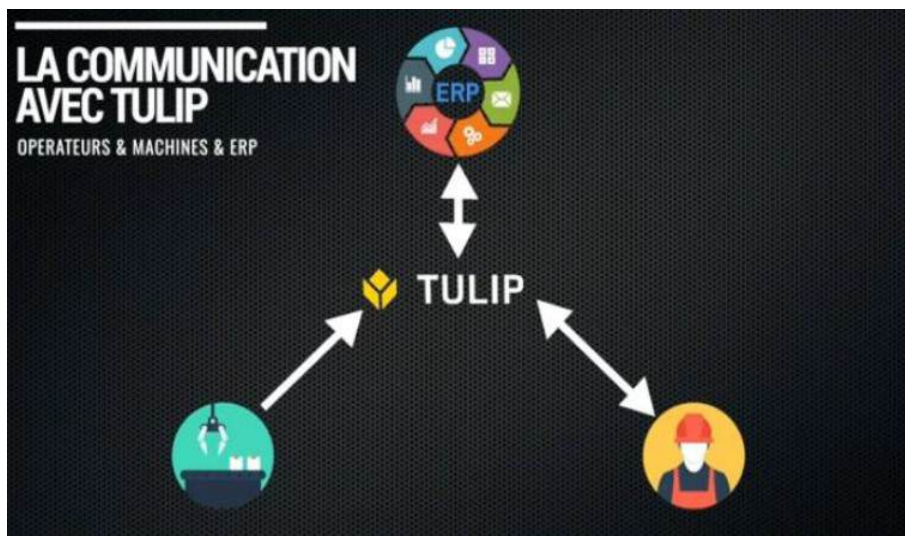 LA COMMUNICATION
AVEC TULIP
OPERATEURS & MACHINES & ERP
ERP
TULIP